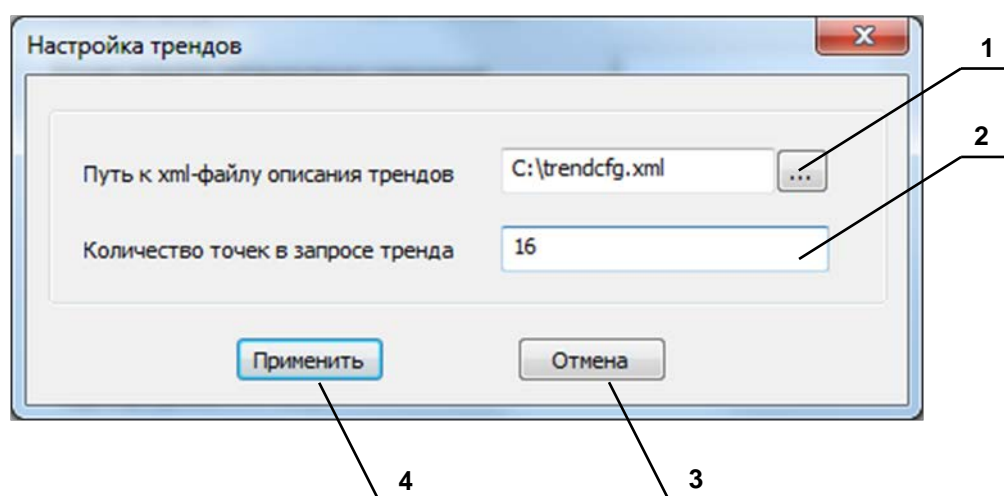 Настройка трендов
1
Путь к xml-файлу описания трендов C:\trendcfg.xml ...
2
Количество точек в запросе тренда 16
Применить Отмена
4 3